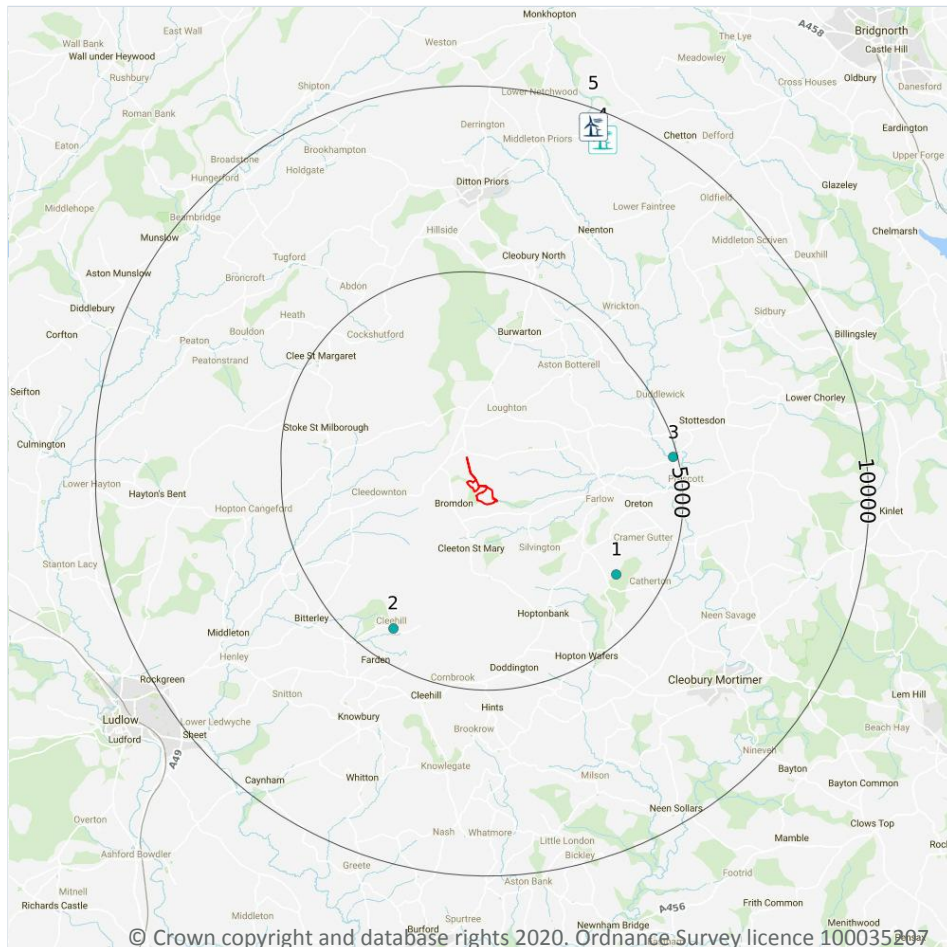 Monkhopton
East Wall
A458
The Lye
Bridgnorth
Wall Bank
Weston
Castle Hill
Wall under Heywood
Meadowley
Rushbury
Shipton
5
Cross Houses
Oldbury
Danesford
Lower Netchwood
Roman Bank
Derrington
Eardington
Middleton Priors
Chetton
Defford
Eaton
Brookhampton
Upper Forge
Broadstone
Holdgate
Hungerford
Ditton Priors
Glazeley
Middlehope
Oldfield
Beambridge
Lower Faintree
Hillside
Neenton
Chelmarsh
Munslow
Middleton Scriven
Tugford
Cleobury North
Deuxhill
Aston Munslow
Broncroft
Abdon
Diddlebury
Wrickton
Heath
Sidbury
Corfton
Bouldon
Cockshutford
Burwarton
Billingsley
Peaton
Clee St Margaret
Peatonstrand
Aston Botterell
Seifton
Duddlewick
Lower Chorley
Loughton
Stottesdon
Stoke St Milborough
3
Culmington
Prescott
5000
10000
Lower Hayton
Hayton's Bent
Cleedownton
Farlow
Oreton
Bromdon
Kinlet
Hopton Cangeford
Cramer Gutter
Cleeton St Mary
Silvington
1
Stanton Lacy
Catherton
2
Hoptonbank
Bitterley
Cleehill
Neen Savage
Middleton
Henley
Farden
Hopton Wafers
Doddington
Rockgreen
Cornbrook
Cleobury Mortimer
Snitton
Cleehill
Lem Hill
Hints
Ludlow
Lower Ledwyche
Knowbury
Beach Hay
Ludford
Sheet
Brookrow
A49
Nineveh
Knowlegate
Bayton
Caynham
Whitton
Milson
Bayton Common
Neen Sollars
Overton
Clows Top
Nash
Whatmore
Mamble
Little London
Ashford Bowdler
Bickley
Greete
Footrid
Aston Bank
Mitnell
Richards Castle
Frith Common
A456
Middleton
Spurtree
Menithwood
Burford
Newnham Bridge
© Crown copyright and database rights 2020. Ordnance Survey licence 100035207.